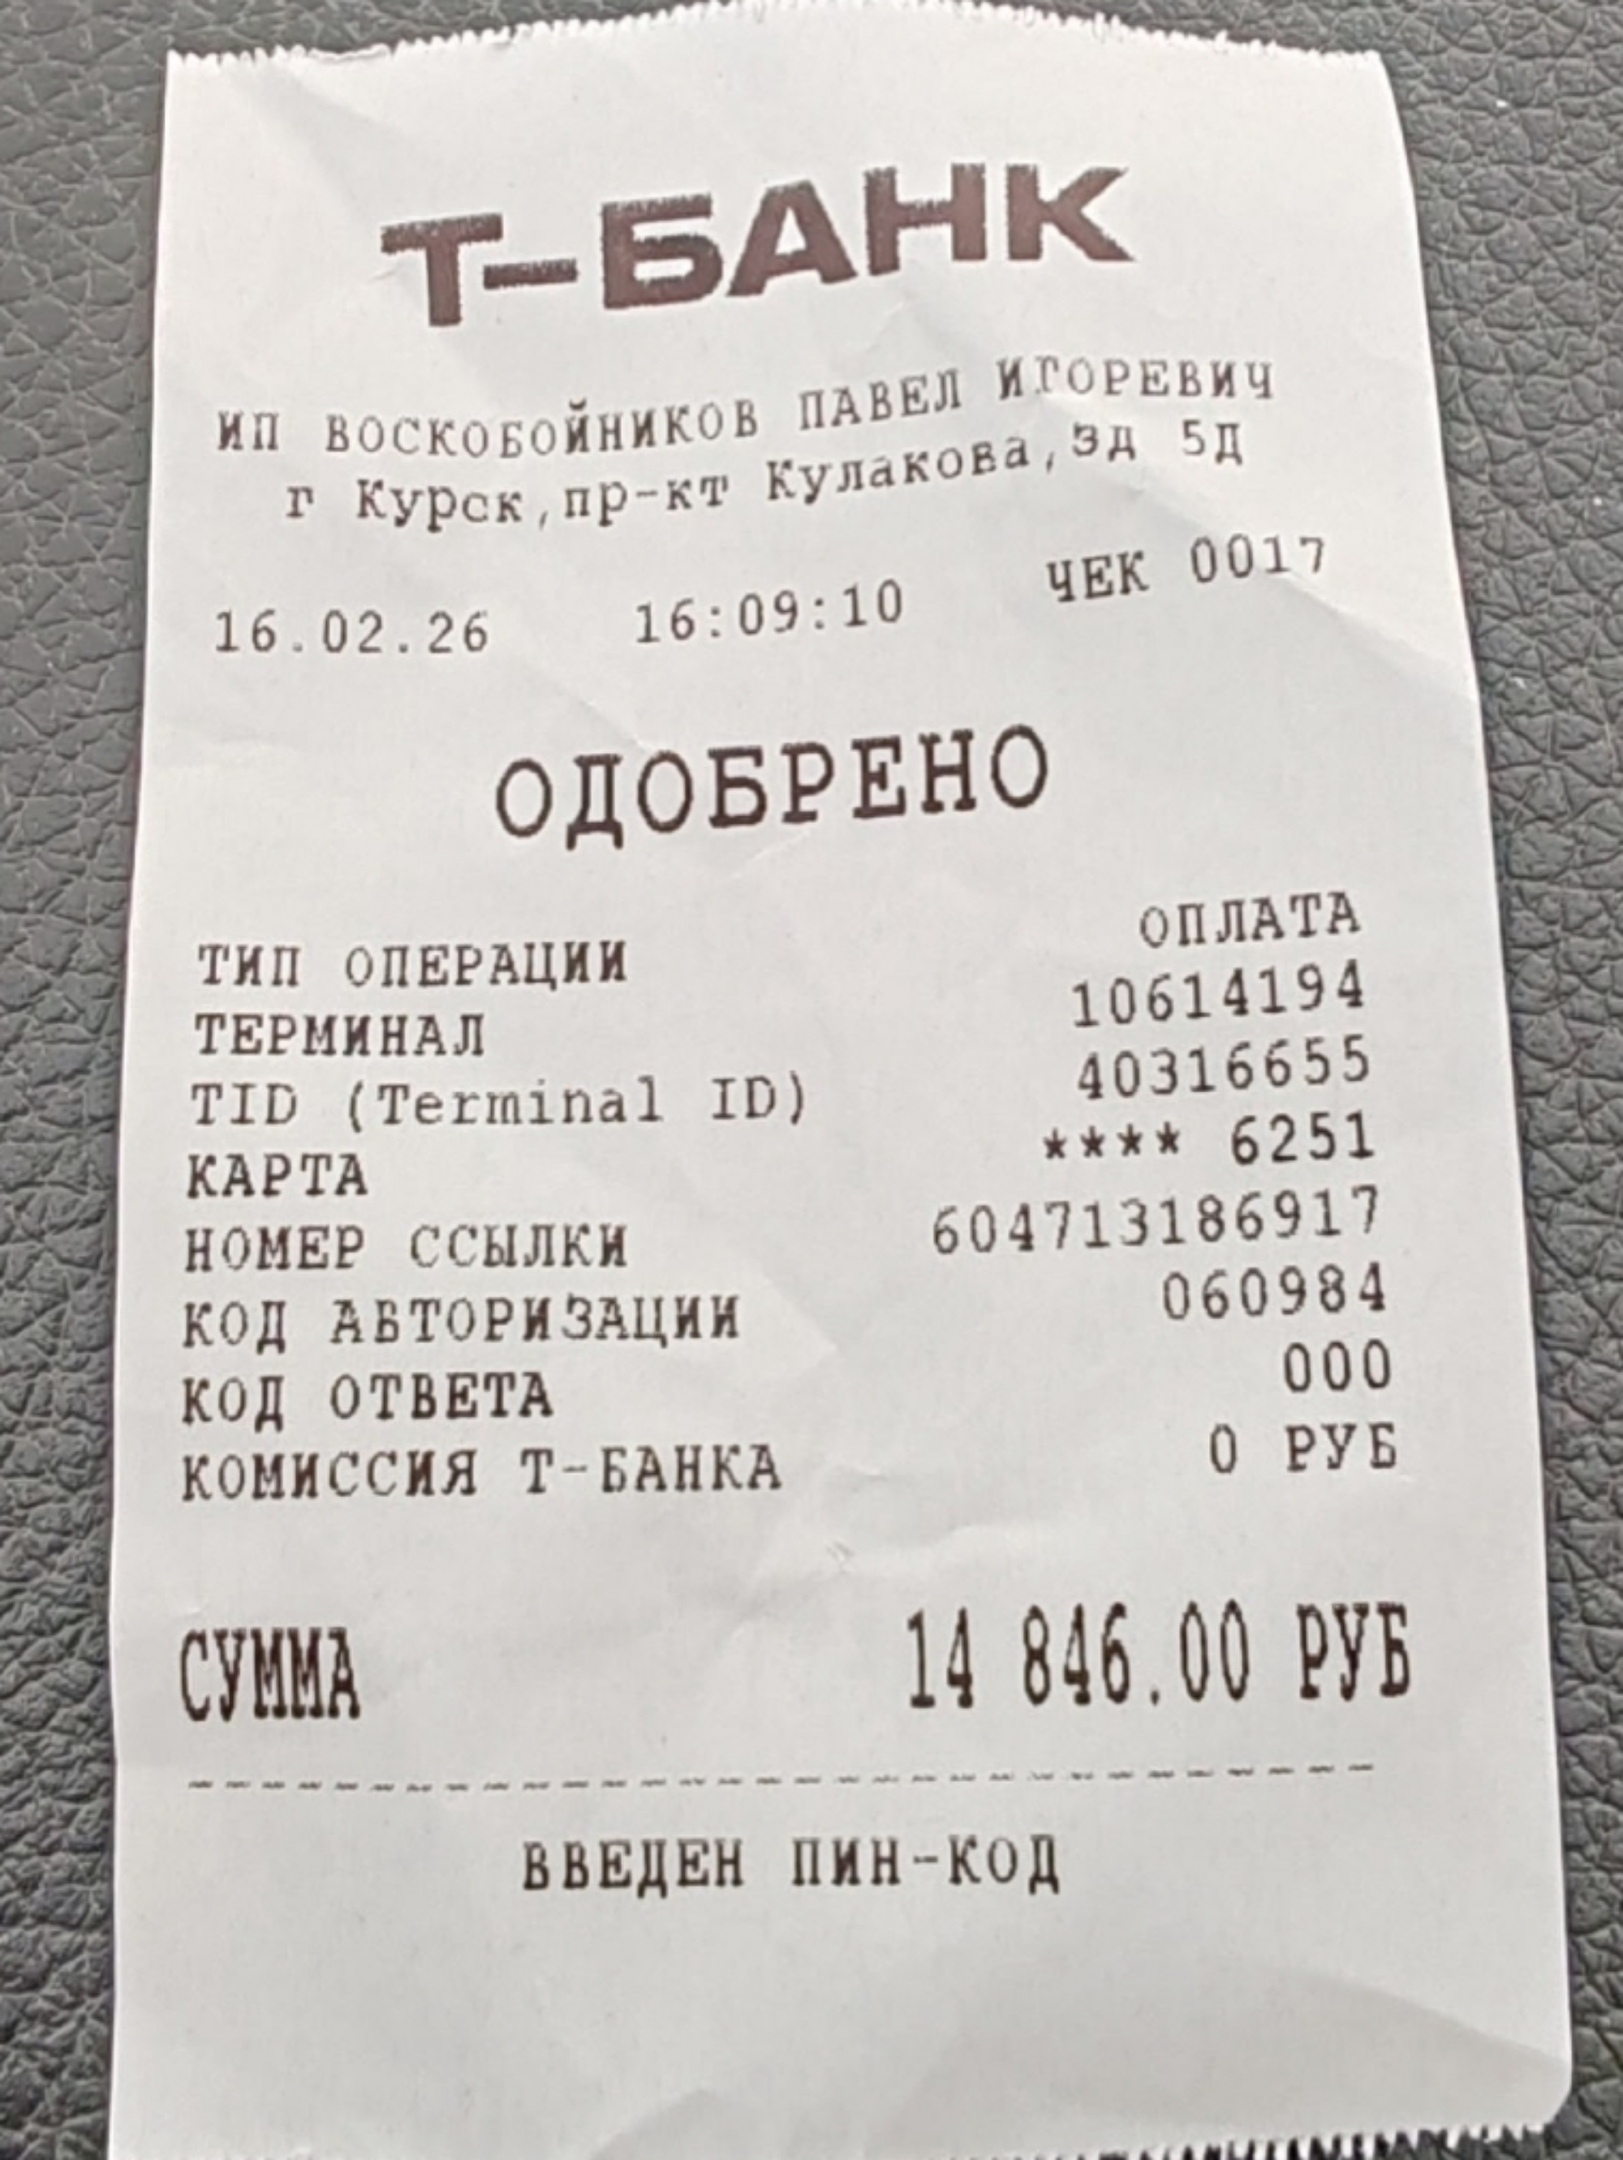 Т-БАНК
ИП ВОСКОБОЙНИКОВ ПАВЕЛ ИГОРЕВИЧ
г Курск,пр-кт Кулакова,зд 5Д
16.02.26 16:09:10 ЧЕК 0017
ОДОБРЕНО
ТИП ОПЕРАЦИИ ОПЛАТА
ТЕРМИНАЛ 10614194
TID (Terminal ID) 40316655
КАРТА **** 6251
НОМЕР ССЫЛКИ 604713186917
КОД АВТОРИЗАЦИИ 060984
КОД ОТВЕТА 000
КОМИССИЯ Т-БАНКА 0 РУБ
СУММА 14 846.00 РУБ
ВВЕДЕН ПИН-КОД